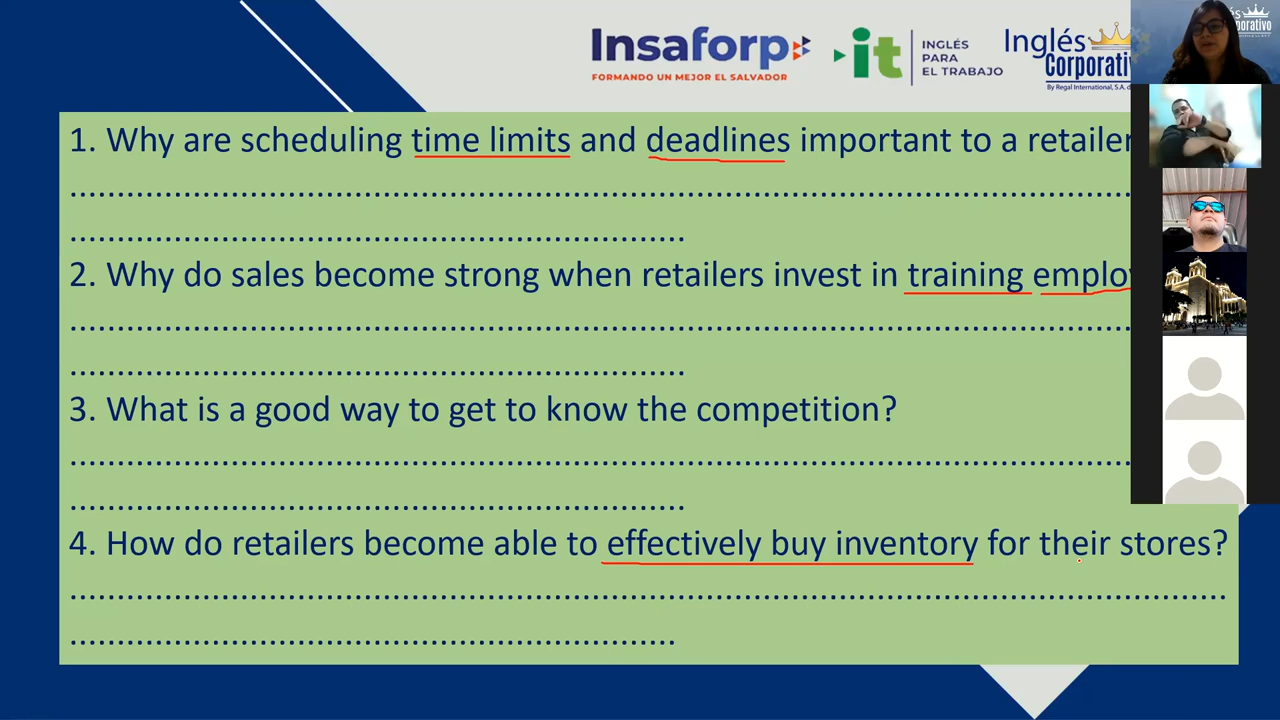 Insaforp
FORMANDO UN MEJOR EL SALVADOR
it
INGLÉS
PARA
EL TRABAJO
Inglés
By Regal International, S.A.
1. Why are scheduling time limits and deadlines important to a retailer
....................................................................................................................
...................................................................
2. Why do sales become strong when retailers invest in training
....................................................................................................................
...................................................................
3. What is a good way to get to know the competition?
....................................................................................................................
...................................................................
4. How do retailers become able to effectively buy inventory for their stores?
..........................................................................................................................
..................................................................